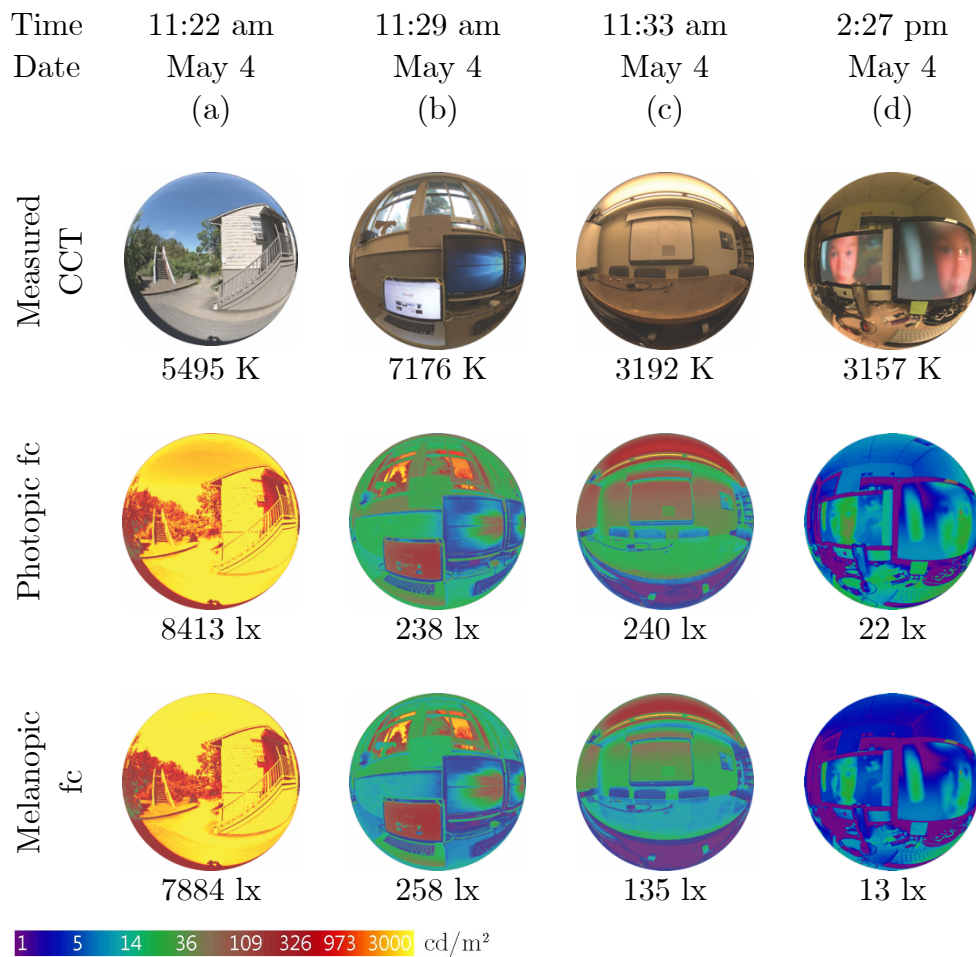 Time 11:22 am 11:29 am 11:33 am 2:27 pm
Date May 4 May 4 May 4 May 4
(a) (b) (c) (d)
Measured
CCT
5495 K 7176 K 3192 K 3157 K
Photopic fc
8413 lx 238 lx 240 lx 22 lx
Melanopic
fc
7884 lx 258 lx 135 lx 13 lx
1 5 14 36 109 326 973 3000 cd/m²